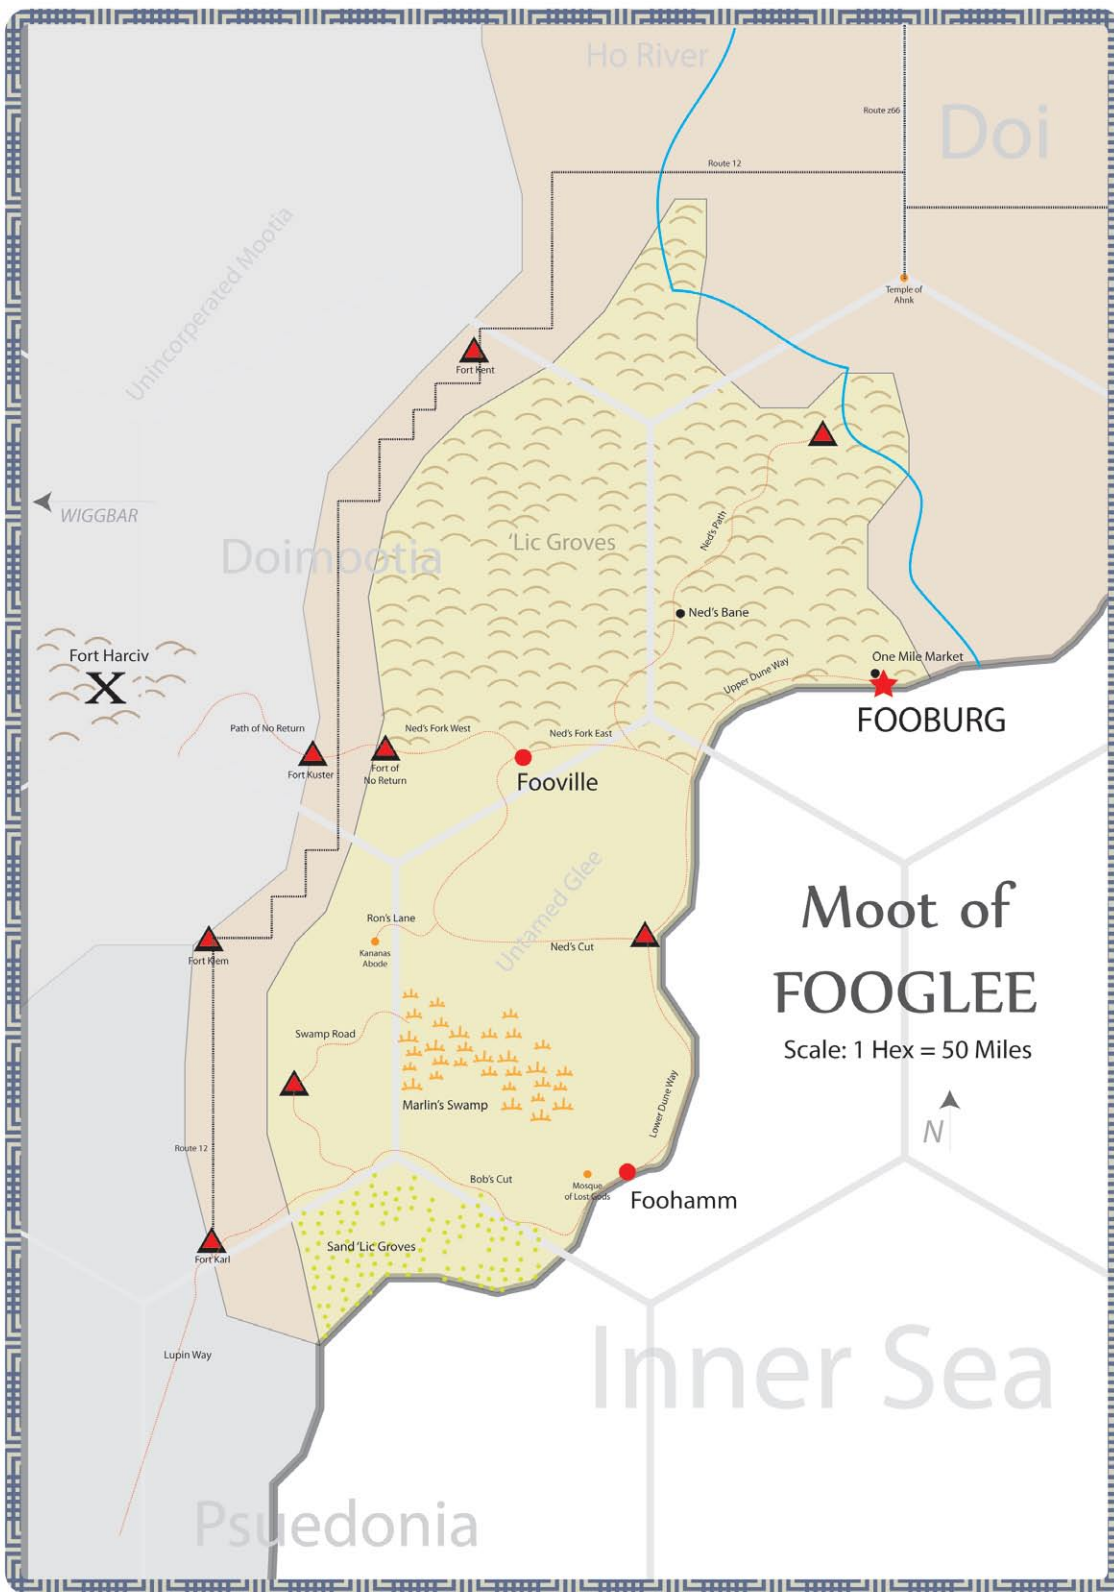 Ho River
Route z66
Doi
Route 12
Unincorperated Mootia
Temple of
Ahnk
Fort Kent
WIGGBAR
Doimootia
'Lic Groves
Ned's Path
Ned's Bane
Fort Harciv
X
One Mile Market
Upper Dune Way
FOOBURG
Path of No Return
Ned's Fork West
Ned's Fork East
Fort Kuster
Fort of
No Return
Fooville
Untamed Glee
Moot of
FOOGLEE
Scale: 1 Hex = 50 Miles
Ron's Lane
Kananas
Abode
Ned's Cut
Fort Klem
Swamp Road
Marlin's Swamp
Lower Dune Way
N
Route 12
Bob's Cut
Mosque
of Lost Gods
Foohamm
Sand 'Lic Groves
Fort Karl
Lupin Way
Inner Sea
Psuedonia